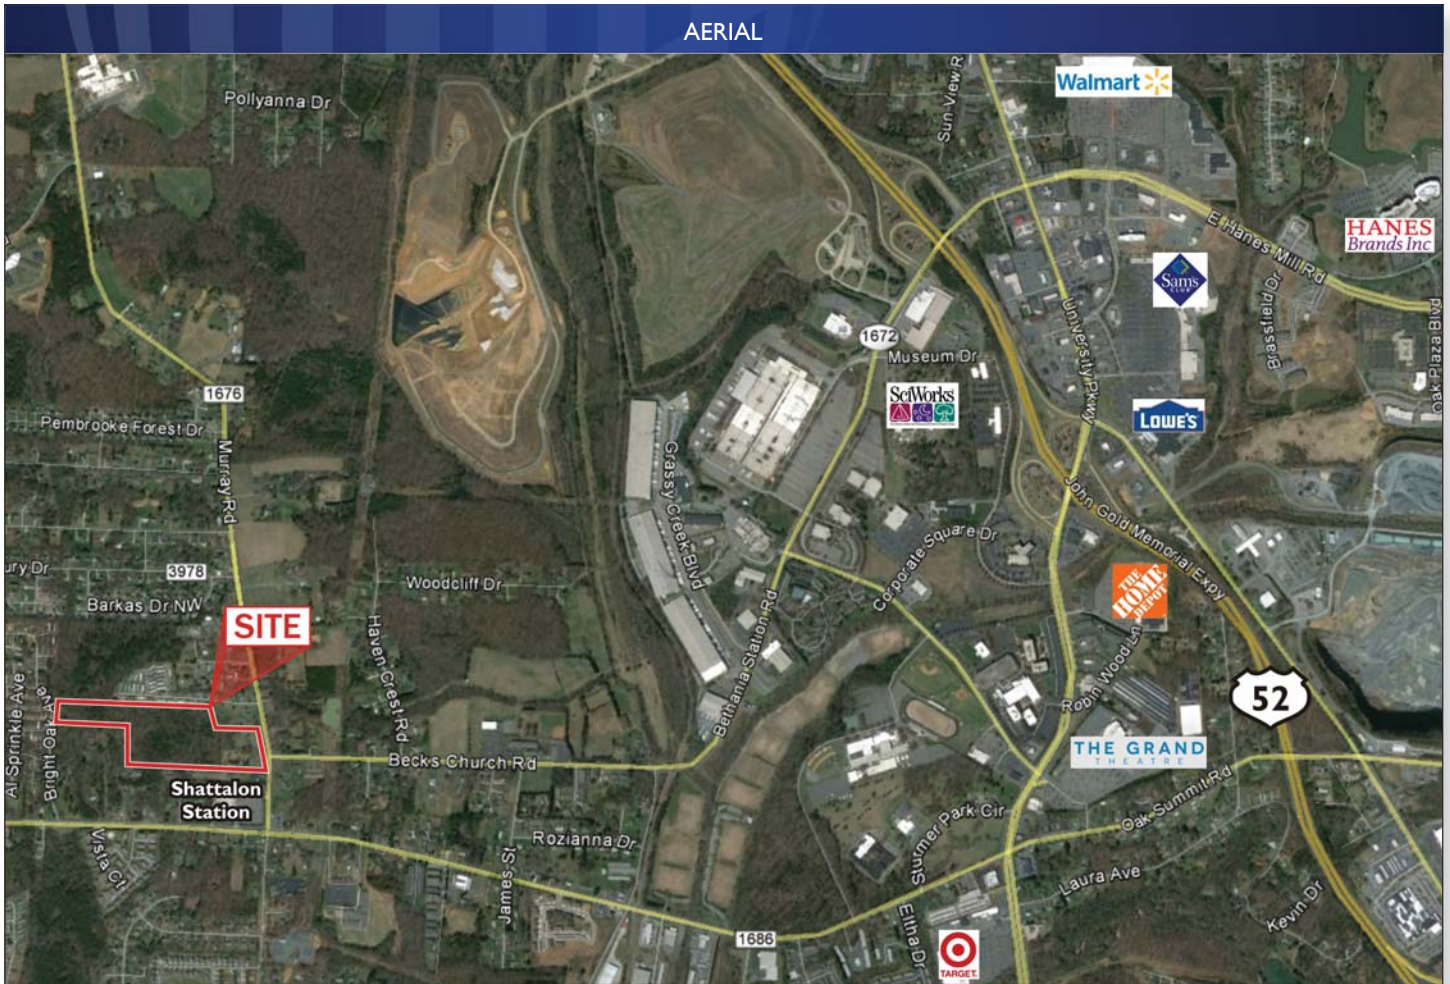 AERIAL
Pollyanna Dr
Walmart
Sun View R
E Hanes Mill Rd
HANES
Brands Inc
Sam's
CLUB
Brassfield Dr
Oak Plaza Blvd
University Pkwy
1672
Museum Dr
SciWorks
LOWE'S
1676
Pembrooke Forest Dr
Murray Rd
Grassy Creek Blvd
John Gold Memorial Expy
Corporate Square Dr
ury Dr
3978
Woodcliff Dr
Barkas Dr NW
SITE
Haven Crest Rd
Bethania Station Rd
THE
HOME
DEPOT
Robin Wood Ln
52
Al Sprinkle Ave
Bright Oak Ave
Becks Church Rd
THE GRAND
THEATRE
Shattalon
Station
Oak Summit Rd
Sturmer Park Cir
Vista Ct
Rozianna Dr
James St
Laura Ave
Kevin Dr
Eltha Dr
1686
TARGET